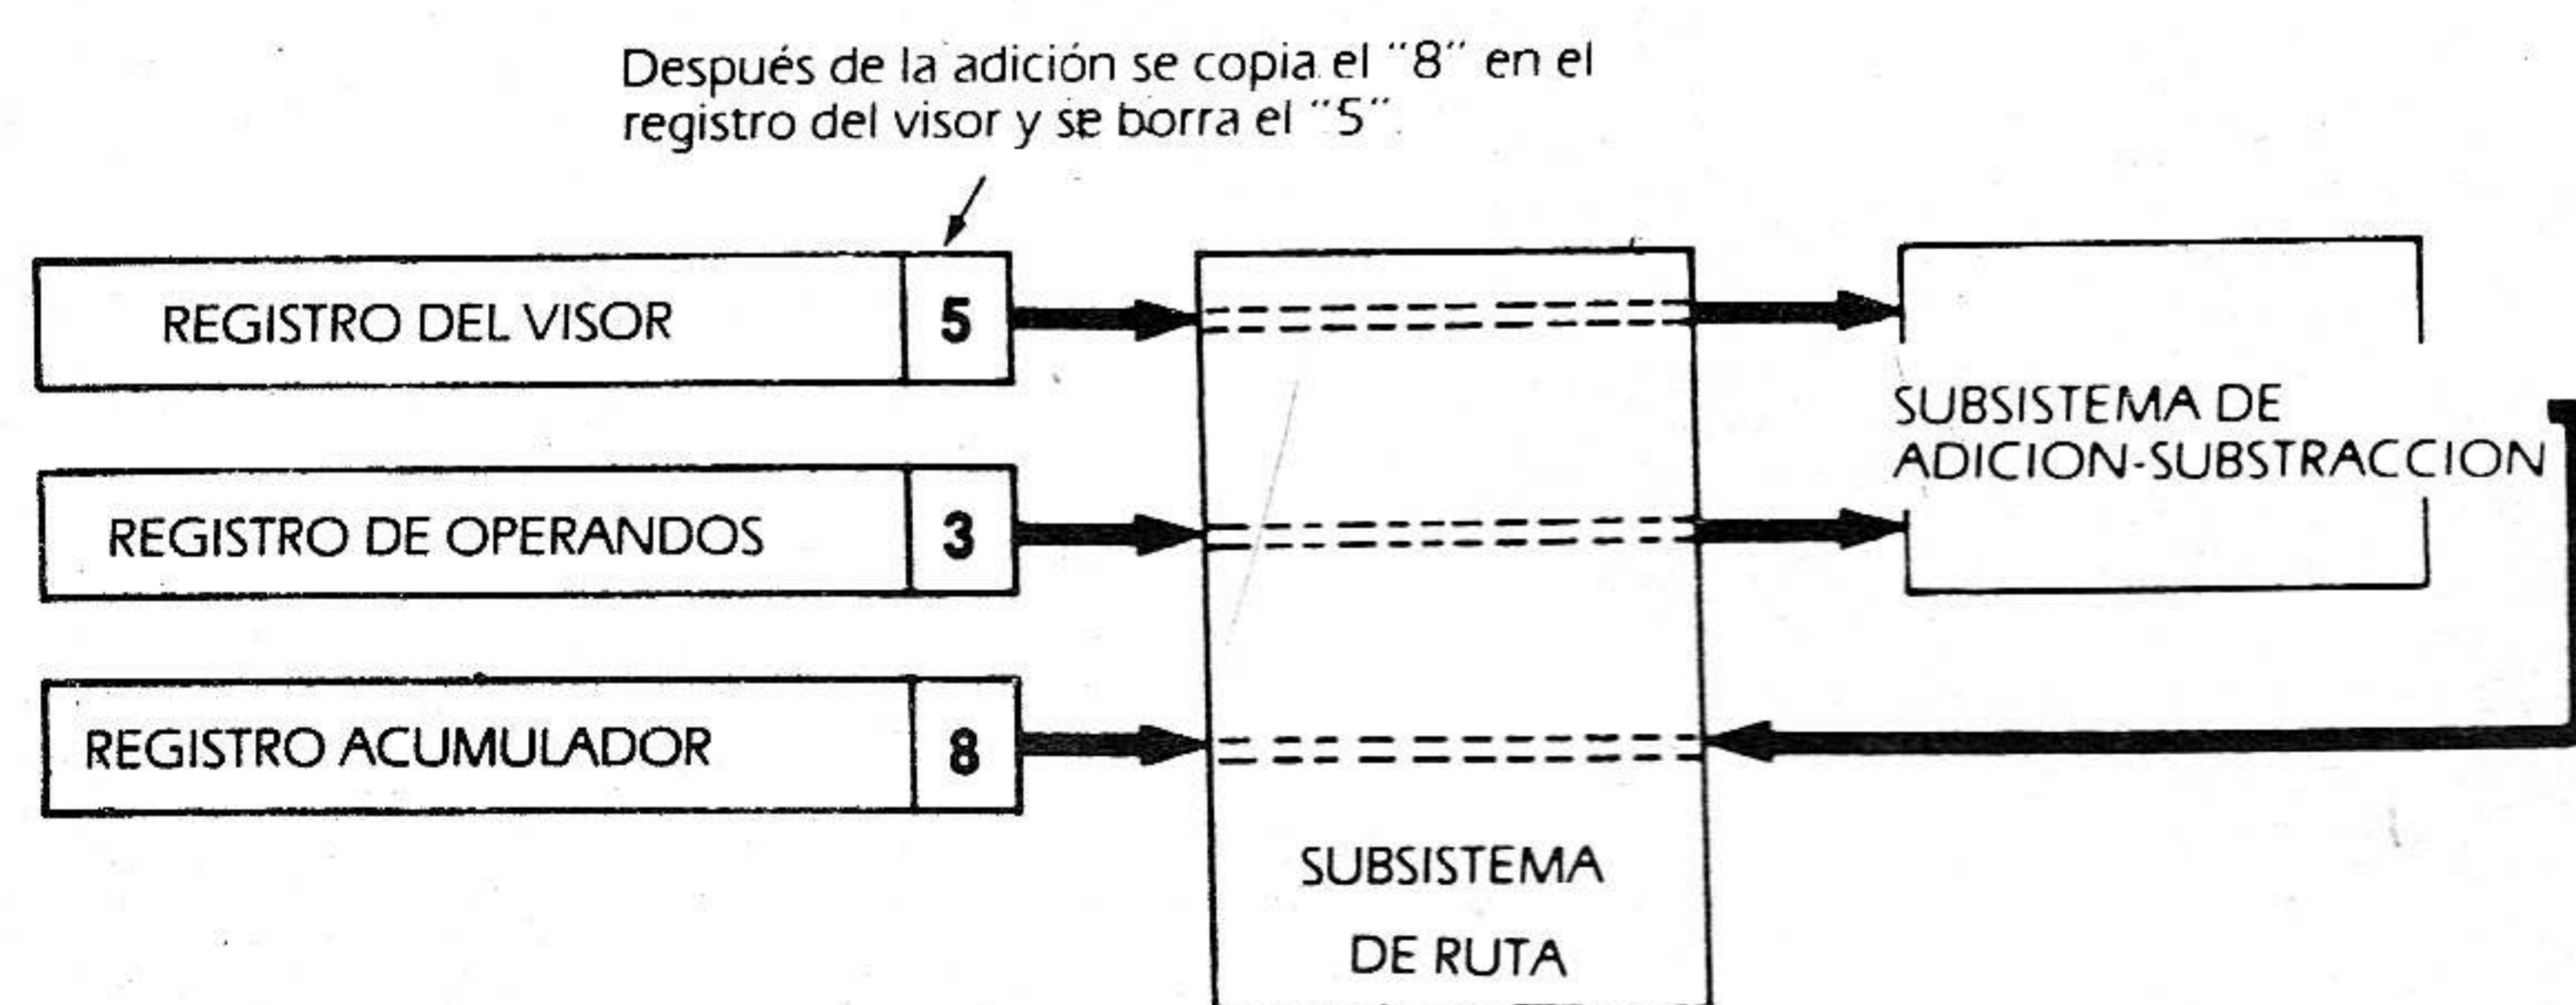 Después de la adición se copia el "8" en el
registro del visor y se borra el "5".
REGISTRO DEL VISOR
5
REGISTRO DE OPERANDOS
3
REGISTRO ACUMULADOR
8
SUBSISTEMA
DE RUTA
SUBSISTEMA DE
ADICION-SUBSTRACCION